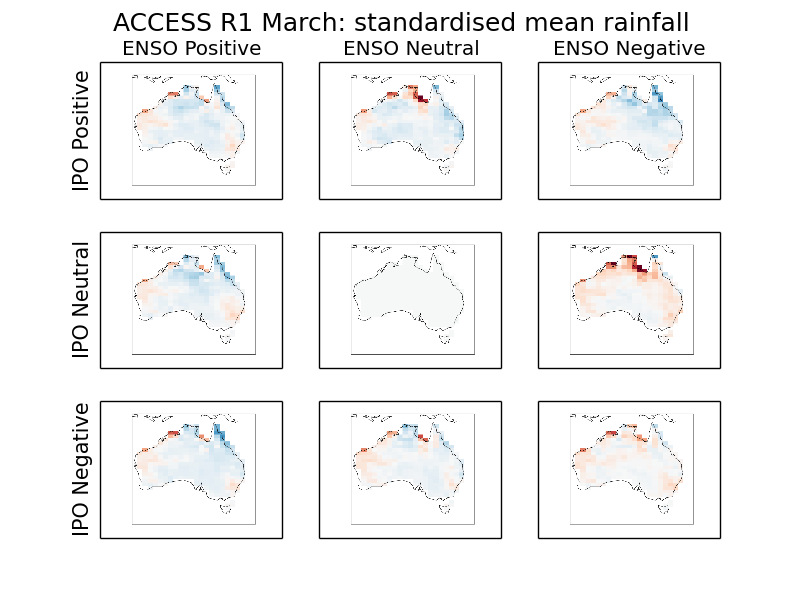 ACCESS R1 March: standardised mean rainfall
ENSO Positive
ENSO Neutral
ENSO Negative
IPO Positive
IPO Neutral
IPO Negative